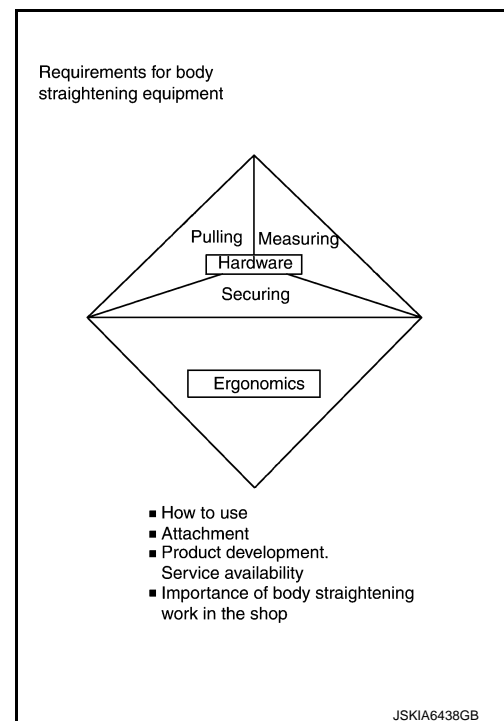 Requirements for body
straightening equipment
Pulling
Measuring
Hardware
Securing
Ergonomics
■ How to use
■ Attachment
■ Product development.
Service availability
■ Importance of body straightening
work in the shop
JSKIA6438GB